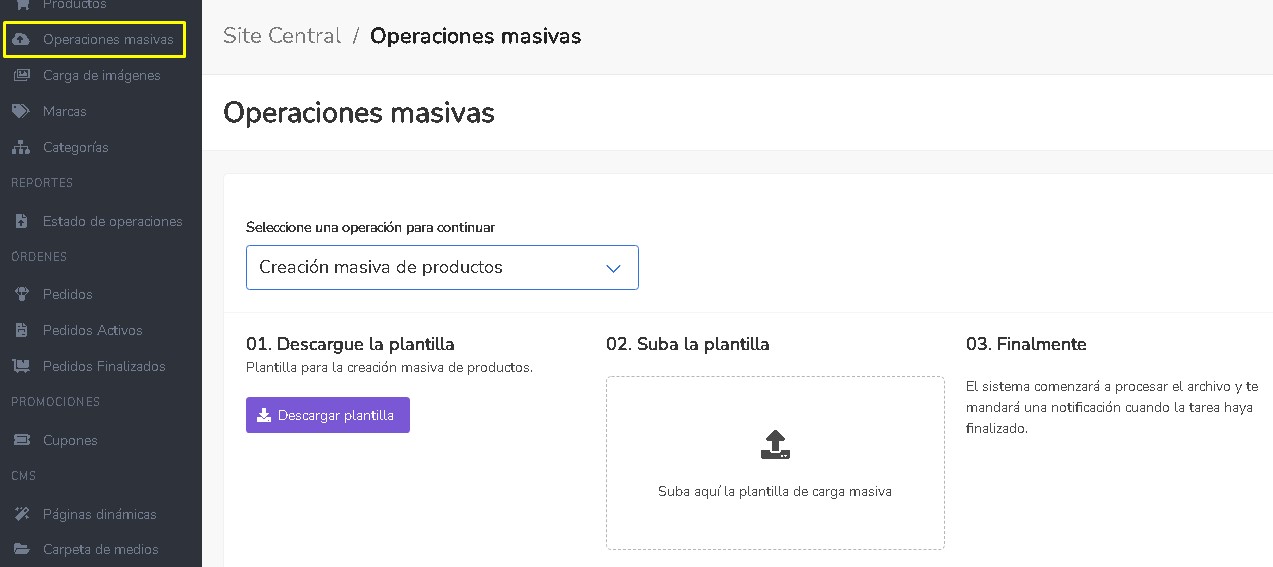 Productos
Operaciones masivas
Carga de imágenes
Marcas
Categorías
REPORTES
Estado de operaciones
ÓRDENES
Pedidos
Pedidos Activos
Pedidos Finalizados
PROMOCIONES
Cupones
CMS
Páginas dinámicas
Carpeta de medios
Site Central / Operaciones masivas
Operaciones masivas
Seleccione una operación para continuar
Creación masiva de productos
01. Descargue la plantilla
Plantilla para la creación masiva de productos.
Descargar plantilla
02. Suba la plantilla
Suba aquí la plantilla de carga masiva
03. Finalmente
El sistema comenzará a procesar el archivo y te
mandará una notificación cuando la tarea haya
finalizado.